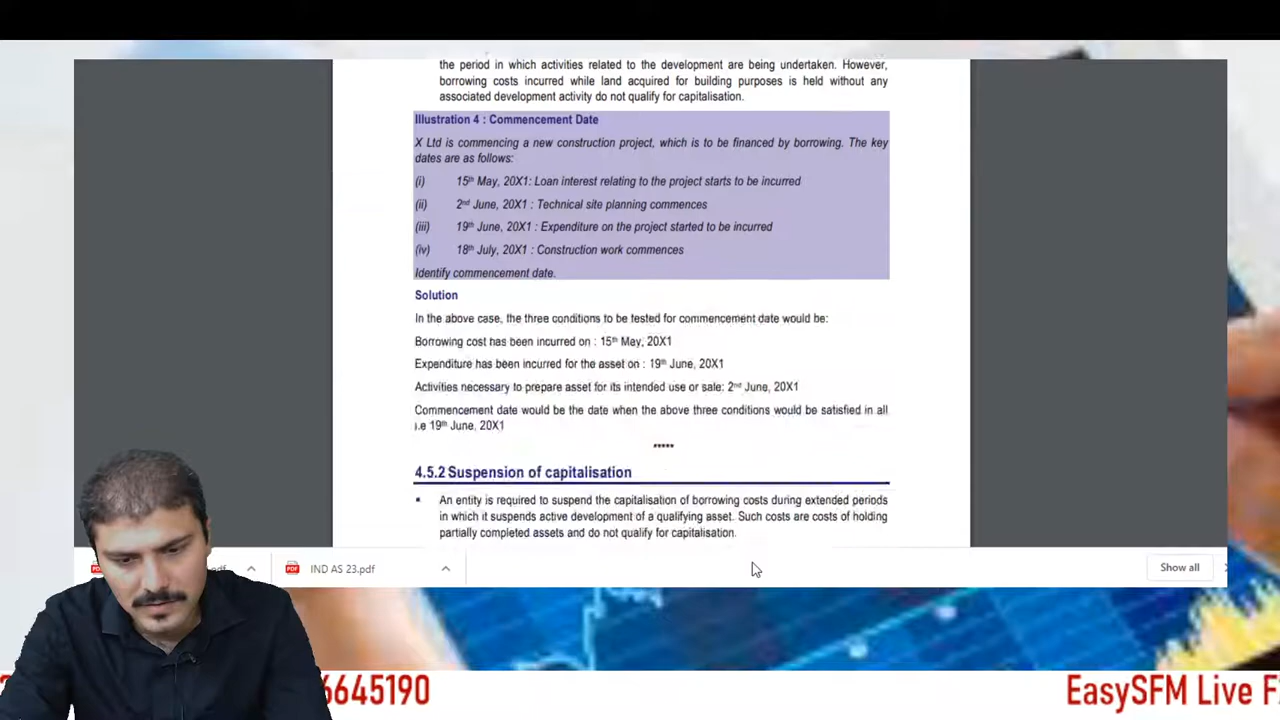 the period in which activities related to the development are being undertaken. However,
borrowing costs incurred while land acquired for building purposes is held without any
associated development activity do not qualify for capitalisation.
Illustration 4 : Commencement Date
X Ltd is commencing a new construction project, which is to be financed by borrowing. The key
dates are as follows:
(i) 15th May, 20X1: Loan interest relating to the project starts to be incurred
(ii) 2nd June, 20X1 : Technical site planning commences
(iii) 19th June, 20X1 : Expenditure on the project started to be incurred
(iv) 18th July, 20X1 : Construction work commences
Identify commencement date.
Solution
In the above case, the three conditions to be tested for commencement date would be:
Borrowing cost has been incurred on : 15th May, 20X1
Expenditure has been incurred for the asset on : 19th June, 20X1
Activities necessary to prepare asset for its intended use or sale: 2nd June, 20X1
Commencement date would be the date when the above three conditions would be satisfied in all
i.e 19th June, 20X1
*****
4.5.2 Suspension of capitalisation
▪ An entity is required to suspend the capitalisation of borrowing costs during extended periods
in which it suspends active development of a qualifying asset. Such costs are costs of holding
partially completed assets and do not qualify for capitalisation.
PDF IND AS 23.pdf Show all
6645190 EasySFM Live